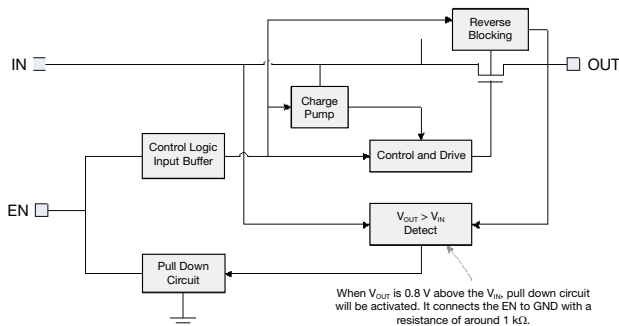 Reverse
Blocking
IN
OUT
Charge
Pump
Control Logic
Input Buffer
Control and Drive
EN
VOUT > VIN
Detect
Pull Down
Circuit
When VOUT is 0.8 V above the VIN, pull down circuit
will be activated. It connects the EN to GND with a
resistance of around 1 kΩ.